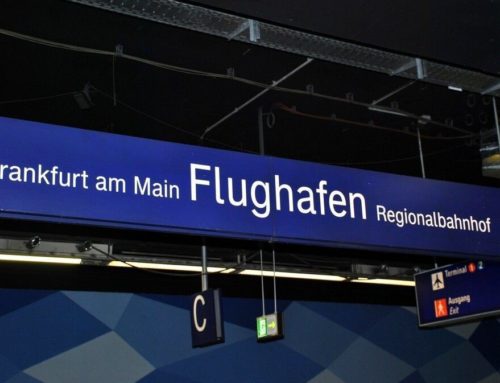 rankfurt am Main Flughafen Regionalbahnhof
C
Terminal 1 2
Ausgang
Exit